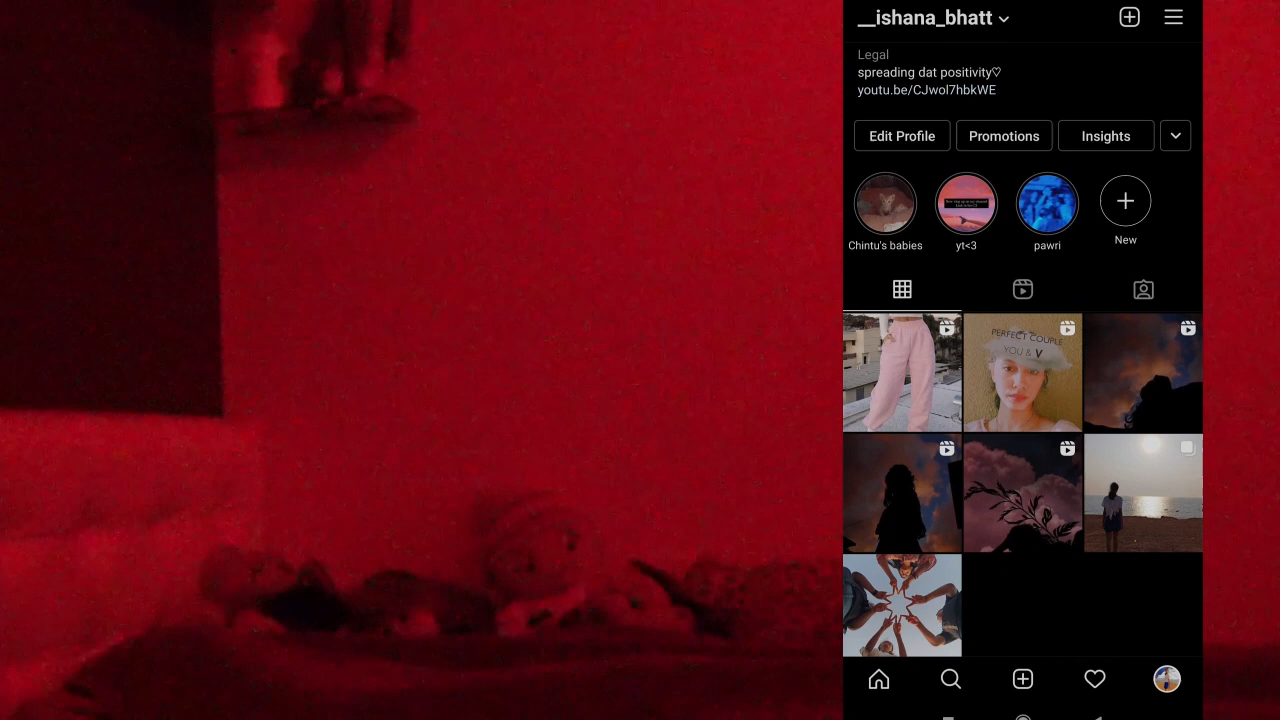 __ishana_bhatt
Legal
spreading dat positivity♡
youtu.be/CJwol7hbkWE
Edit Profile
Promotions
Insights
Chintu's babies
yt<3
pawri
New
PERFECT COUPLE
YOU & V